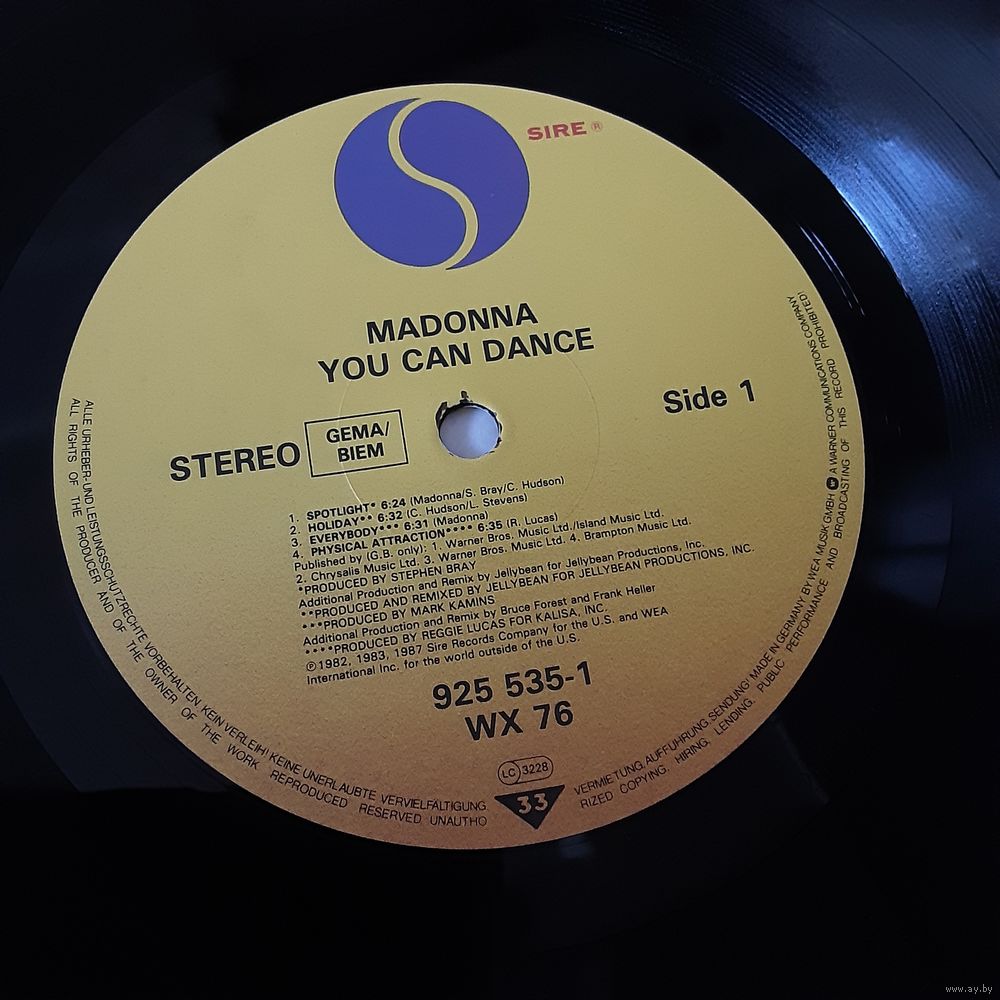 SIRE ®
MADONNA
YOU CAN DANCE
Side 1
STEREO
GEMA/
BIEM
1. SPOTLIGHT* 6:24 (Madonna/S. Bray/C. Hudson)
2. HOLIDAY** 6:32 (C. Hudson/L. Stevens)
3. EVERYBODY*** 6:31 (Madonna)
4. PHYSICAL ATTRACTION**** 6:35 (R. Lucas)
Published by (G.B. only): 1. Warner Bros. Music Ltd./Island Music Ltd.
2. Chrysalis Music Ltd. 3. Warner Bros. Music Ltd. 4. Brampton Music Ltd.
*PRODUCED BY STEPHEN BRAY
Additional Production and Remix by Jellybean for Jellybean Productions, Inc.
**PRODUCED AND REMIXED BY JELLYBEAN FOR JELLYBEAN PRODUCTIONS, INC.
***PRODUCED BY MARK KAMINS
Additional Production and Remix by Bruce Forest and Frank Heller
****PRODUCED BY REGGIE LUCAS FOR KALISA, INC.
℗ 1982, 1983, 1987 Sire Records Company for the U.S. and WEA
International Inc. for the world outside of the U.S.
925 535-1
WX 76
LC 3228
33
ALLE URHEBER- UND LEISTUNGSSCHUTZRECHTE VORBEHALTEN. KEIN VERLEIH! KEINE UNERLAUBTE VERVIELFÄLTIGUNG,
VERMIETUNG, AUFFÜHRUNG, SENDUNG! MADE IN GERMANY BY WEA MUSIK GMBH A WARNER COMMUNICATIONS COMPANY
ALL RIGHTS OF THE PRODUCER AND OF THE OWNER OF THE WORK REPRODUCED RESERVED UNAUTHO
RIZED COPYING, HIRING, LENDING, PUBLIC PERFORMANCE AND BROADCASTING OF THIS RECORD PROHIBITED!
www.ay.by